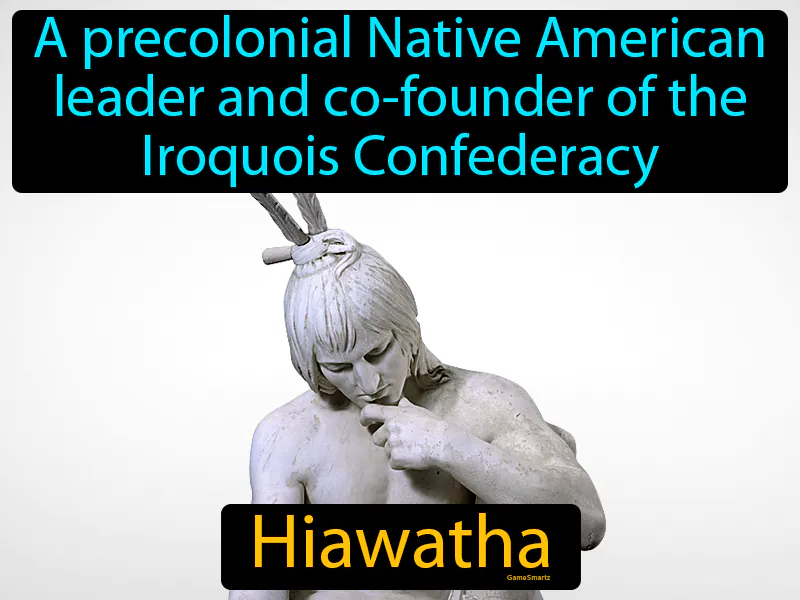 A precolonial Native American
leader and co-founder of the
Iroquois Confederacy
Hiawatha
GameSmartz